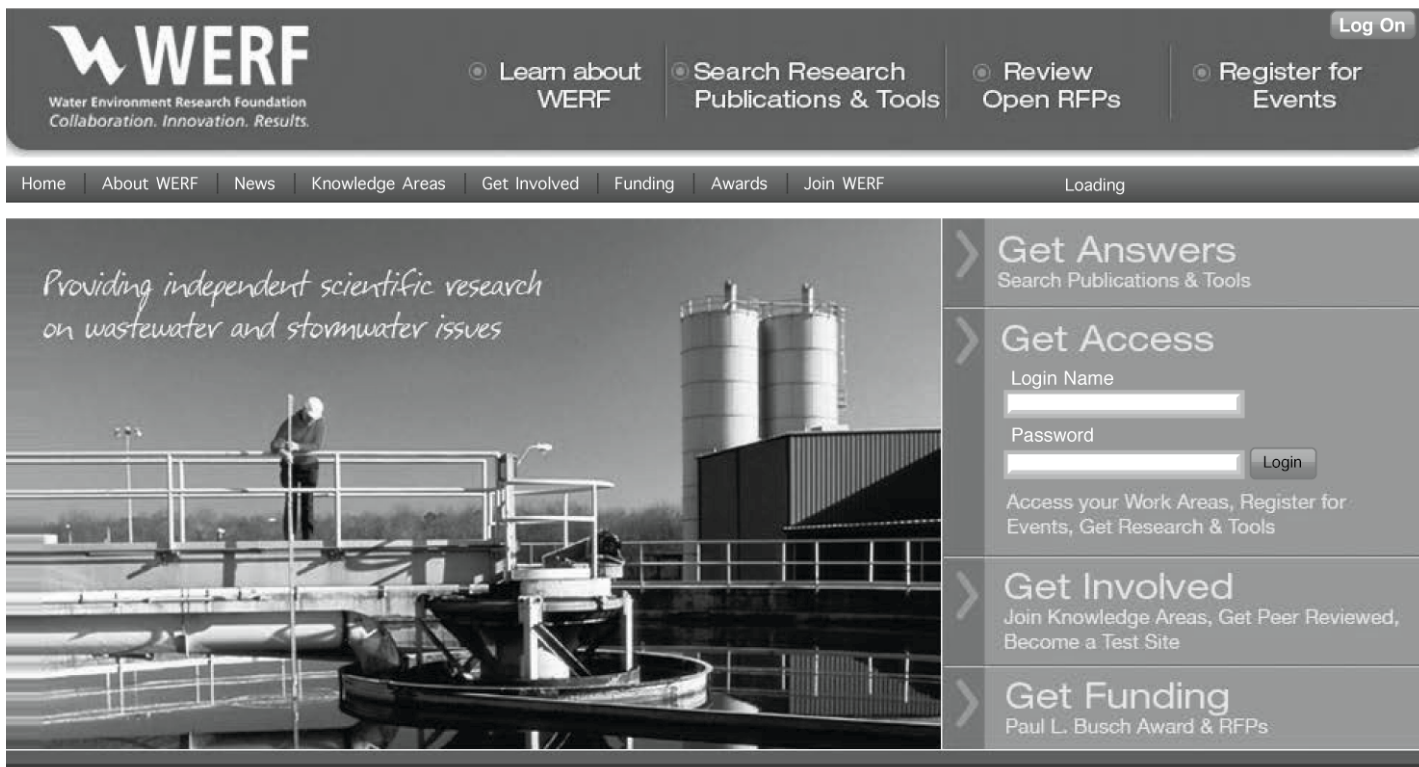 Log On
WERF
Water Environment Research Foundation
Collaboration. Innovation. Results.
Learn about
WERF
Search Research
Publications & Tools
Review
Open RFPs
Register for
Events
Home About WERF News Knowledge Areas Get Involved Funding Awards Join WERF Loading
Providing independent scientific research
on wastewater and stormwater issues
Get Answers
Search Publications & Tools
Get Access
Login Name
Password
Login
Access your Work Areas, Register for
Events, Get Research & Tools
Get Involved
Join Knowledge Areas, Get Peer Reviewed,
Become a Test Site
Get Funding
Paul L. Busch Award & RFPs